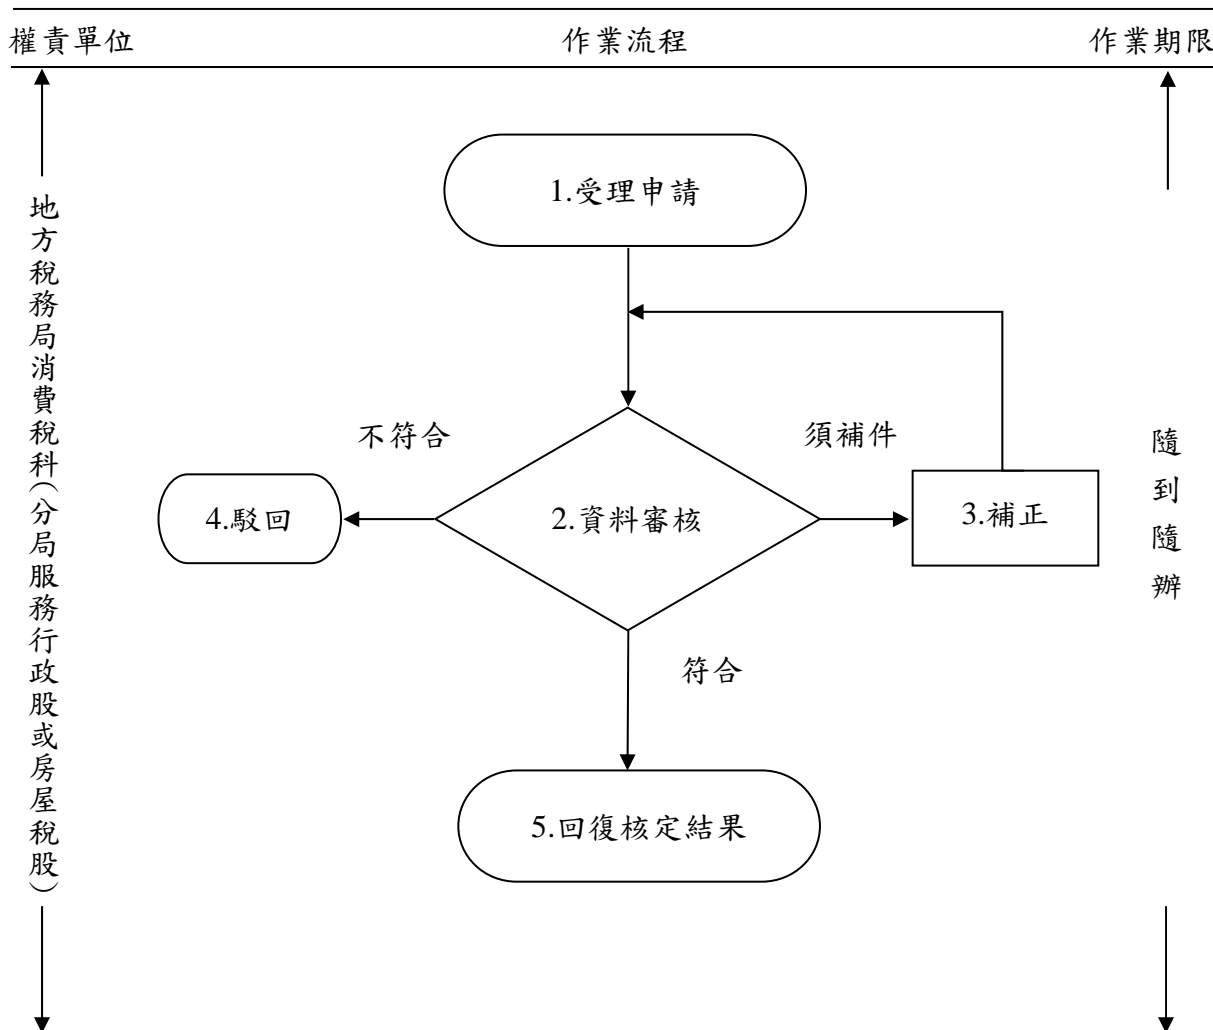 權責單位
作業流程
作業期限
1.受理申請
不符合
須補件
4.駁回
2.資料審核
3.補正
符合
5.回復核定結果
地方稅務局消費稅科(分局服務行政股或房屋稅股)
隨到隨辦